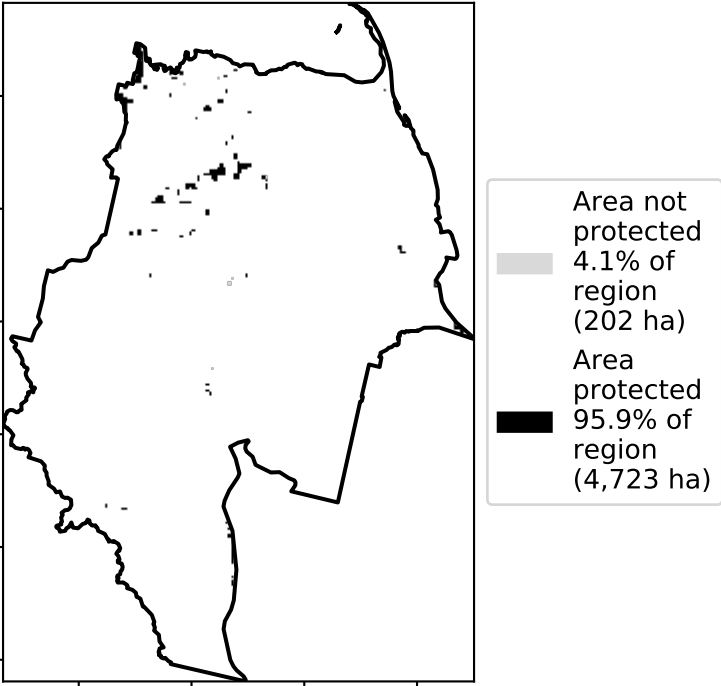 Area not
protected
4.1% of
region
(202 ha)
Area
protected
95.9% of
region
(4,723 ha)